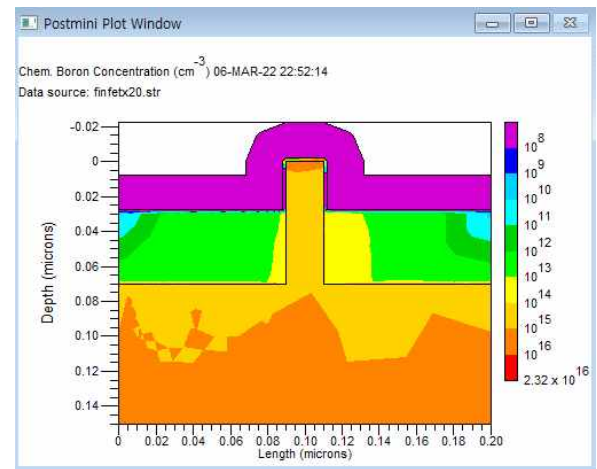 Postmini Plot Window
Chem. Boron Concentration (cm-3) 06-MAR-22 22:52:14
Data source: finfetx20.str
-0.02
0
0.02
0.04
0.06
0.08
0.10
0.12
0.14
Depth (microns)
0 0.02 0.04 0.06 0.08 0.10 0.12 0.14 0.16 0.18 0.20
Length (microns)
10^8
10^9
10^10
10^11
10^12
10^13
10^14
10^15
10^16
2.32 x 10^16